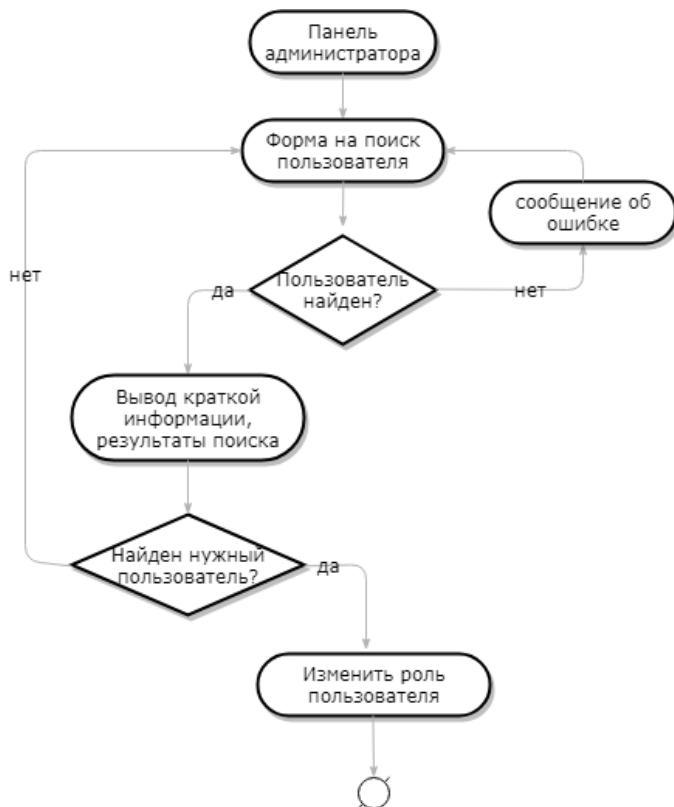 Панель
администратора
Форма на поиск
пользователя
сообщение об
ошибке
нет
Пользователь
найден?
да
нет
Вывод краткой
информации,
результаты поиска
Найден нужный
пользователь?
да
Изменить роль
пользователя